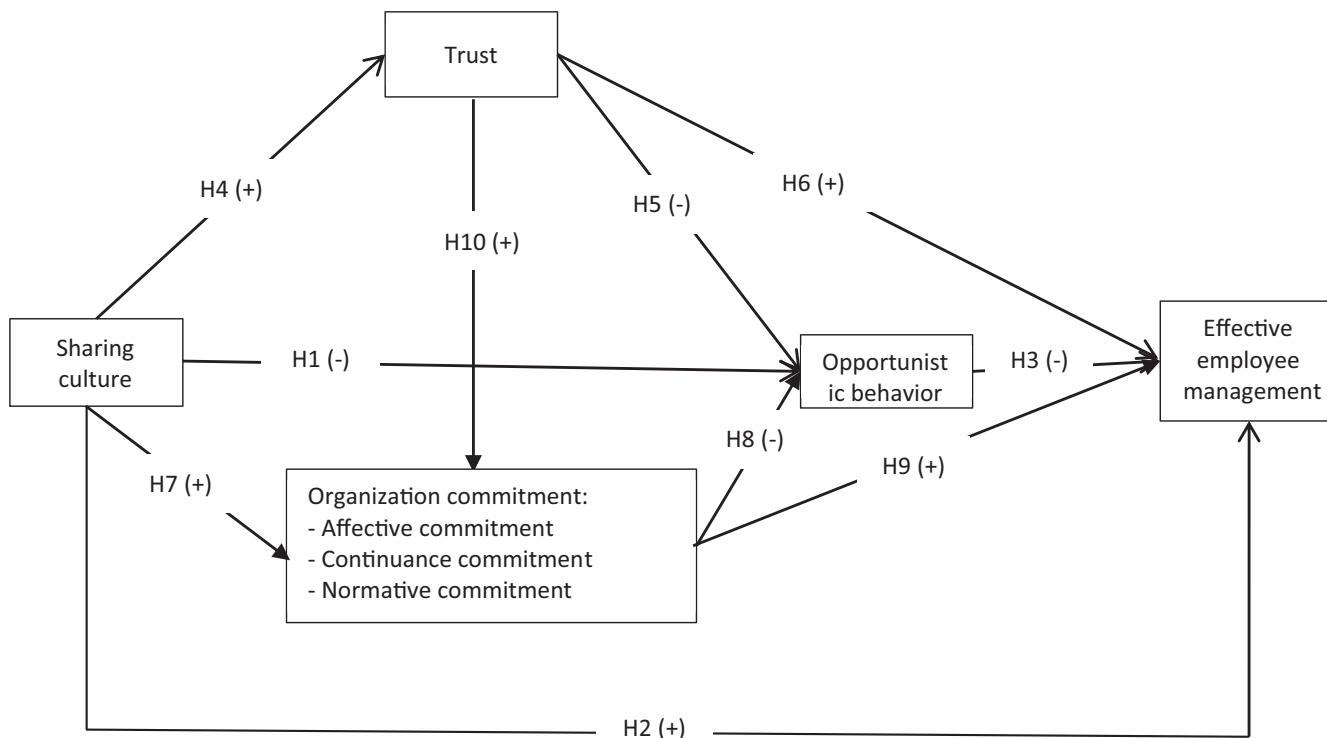 Trust
H4 (+)
H5 (-)
H6 (+)
H10 (+)
Sharing
culture
H1 (-)
Opportunist
ic behavior
H3 (-)
Effective
employee
management
H7 (+)
H8 (-)
H9 (+)
Organization commitment:
- Affective commitment
- Continuance commitment
- Normative commitment
H2 (+)